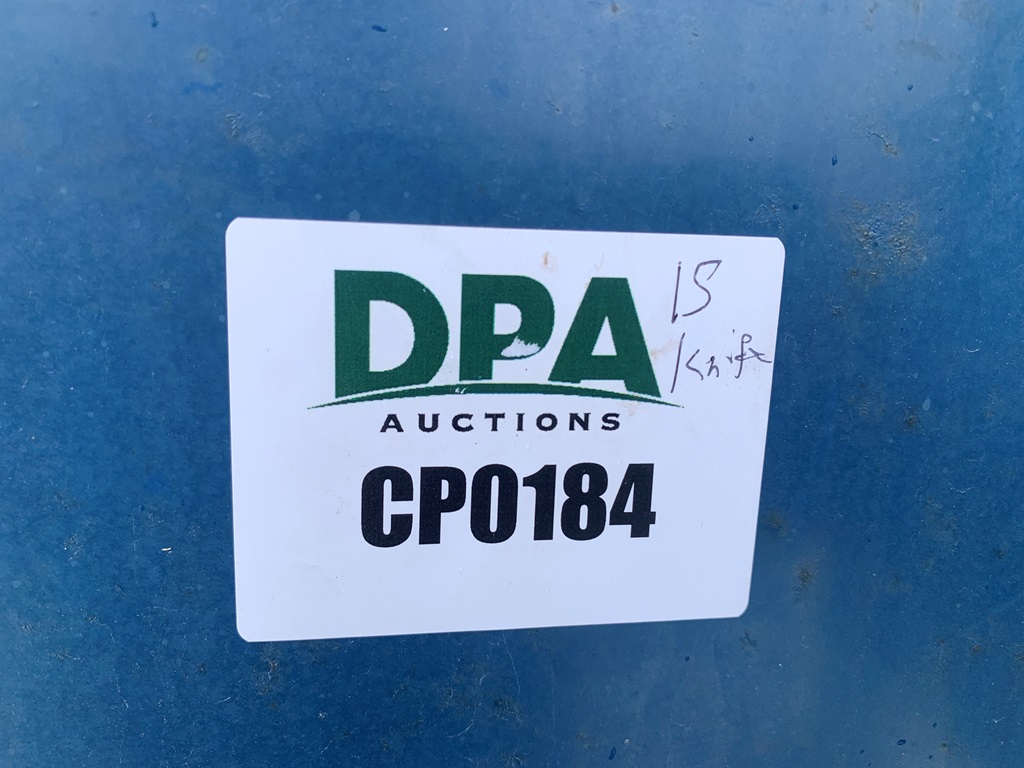 DPA
15
Knife
AUCTIONS
CP0184